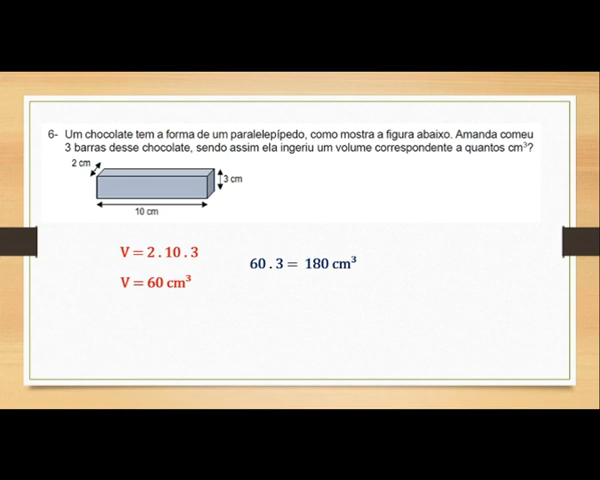 6- Um chocolate tem a forma de um paralelepípedo, como mostra a figura abaixo. Amanda comeu
3 barras desse chocolate, sendo assim ela ingeriu um volume correspondente a quantos cm³?
2 cm
3 cm
10 cm
V = 2 . 10 . 3
V = 60 cm³
60 . 3 = 180 cm³